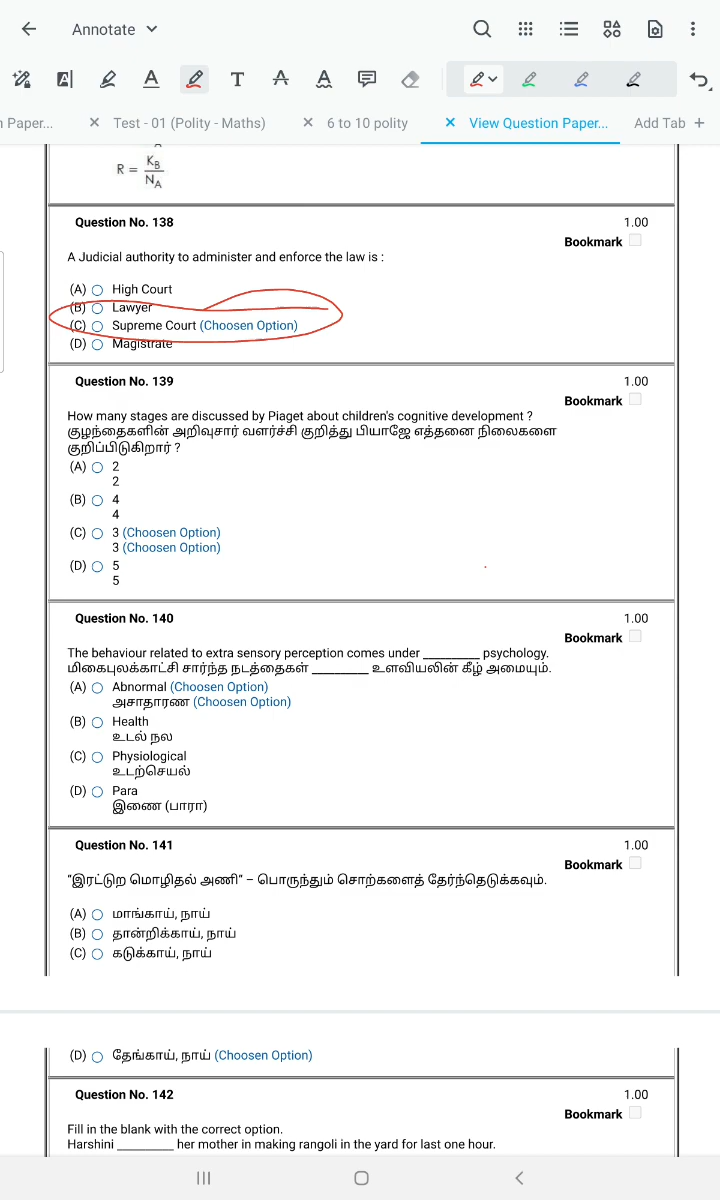 Annotate
n Paper...
Test - 01 (Polity - Maths)
6 to 10 polity
View Question Paper...
Add Tab +
R = K_B / N_A
Question No. 138
1.00
Bookmark
A Judicial authority to administer and enforce the law is :
(A) High Court
(B) Lawyer
(C) Supreme Court (Choosen Option)
(D) Magistrate
Question No. 139
1.00
Bookmark
How many stages are discussed by Piaget about children's cognitive development ?
குழந்தைகளின் அறிவுசார் வளர்ச்சி குறித்து பியாஜே எத்தனை நிலைகளை
குறிப்பிடுகிறார் ?
(A) 2
2
(B) 4
4
(C) 3 (Choosen Option)
3 (Choosen Option)
(D) 5
5
Question No. 140
1.00
Bookmark
The behaviour related to extra sensory perception comes under ________ psychology.
மிகைபுலக்காட்சி சார்ந்த நடத்தைகள் ________ உளவியலின் கீழ் அமையும்.
(A) Abnormal (Choosen Option)
அசாதாரண (Choosen Option)
(B) Health
உடல் நல
(C) Physiological
உடற்செயல்
(D) Para
இணை (பாரா)
Question No. 141
1.00
Bookmark
"இரட்டுற மொழிதல் அணி" – பொருந்தும் சொற்களைத் தேர்ந்தெடுக்கவும்.
(A) மாங்காய், நாய்
(B) தான்றிக்காய், நாய்
(C) கடுக்காய், நாய்
(D) தேங்காய், நாய் (Choosen Option)
Question No. 142
1.00
Bookmark
Fill in the blank with the correct option.
Harshini ________ her mother in making rangoli in the yard for last one hour.